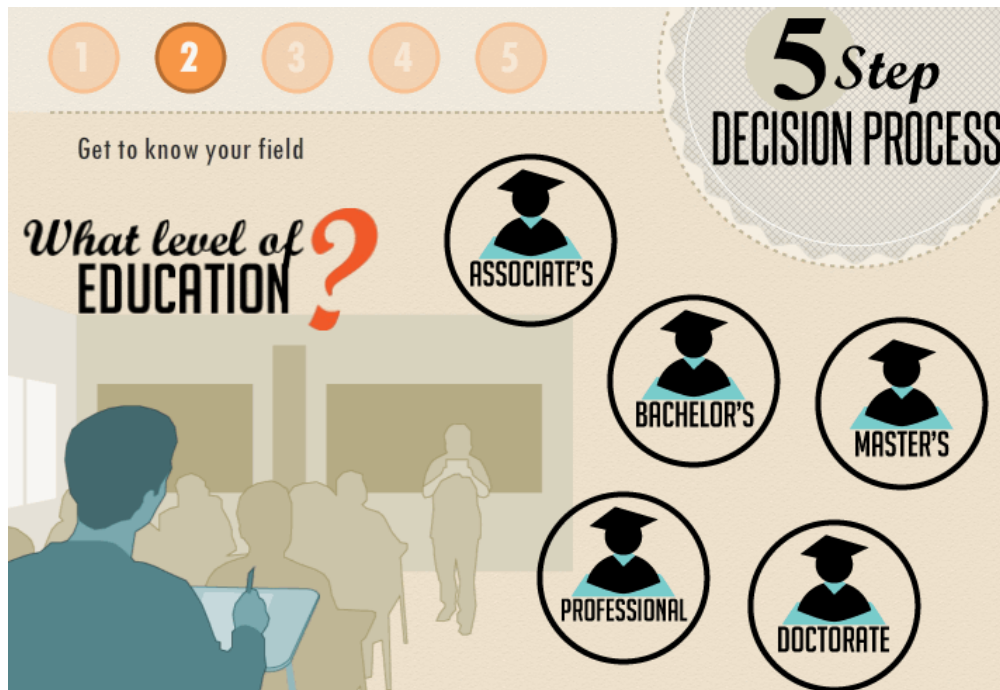 1 2 3 4 5
5 Step
DECISION PROCESS
Get to know your field
What level of
EDUCATION ?
ASSOCIATE'S
BACHELOR'S
MASTER'S
PROFESSIONAL
DOCTORATE